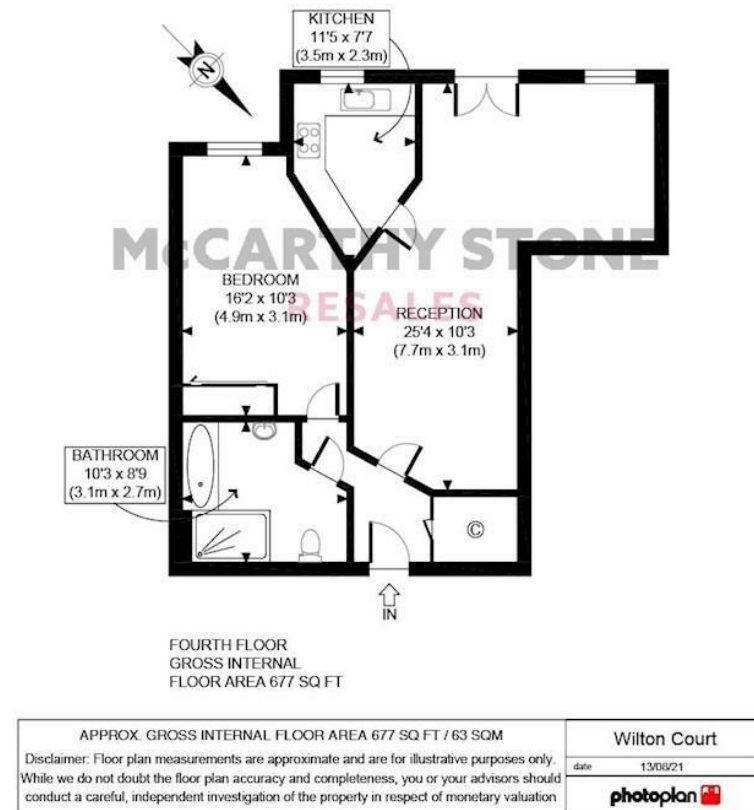 KITCHEN
11'5 x 7'7
(3.5m x 2.3m)
N
McCARTHY STONE
RESALES
BEDROOM
16'2 x 10'3
(4.9m x 3.1m)
RECEPTION
25'4 x 10'3
(7.7m x 3.1m)
BATHROOM
10'3 x 8'9
(3.1m x 2.7m)
C
IN
FOURTH FLOOR
GROSS INTERNAL
FLOOR AREA 677 SQ FT
APPROX. GROSS INTERNAL FLOOR AREA 677 SQ FT / 63 SQM
Disclaimer: Floor plan measurements are approximate and are for illustrative purposes only.
While we do not doubt the floor plan accuracy and completeness, you or your advisors should
conduct a careful, independent investigation of the property in respect of monetary valuation
Wilton Court
date 13/08/21
photoplan